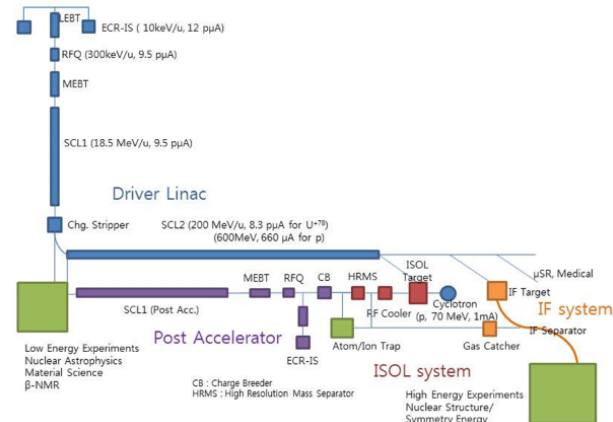 LEBT
ECR-IS ( 10keV/u, 12 pµA)
RFQ (300keV/u, 9.5 pµA)
MEBT
SCL1 (18.5 MeV/u, 9.5 pµA)
Driver Linac
Chg. Stripper
SCL2 (200 MeV/u, 8.3 pµA for U+78)
(600MeV, 660 µA for p)
µSR, Medical
ISOL
Target
MEBT
RFQ
CB
HRMS
IF Target
SCL1 (Post Acc.)
RF Cooler
Cyclotron
(p, 70 MeV, 1mA)
IF system
Post Accelerator
IF Separator
Atom/Ion Trap
Gas Catcher
ECR-IS
ISOL system
Low Energy Experiments
Nuclear Astrophysics
Material Science
β-NMR
CB : Charge Breeder
HRMS : High Resolution Mass Separator
High Energy Experiments
Nuclear Structure/
Symmetry Energy